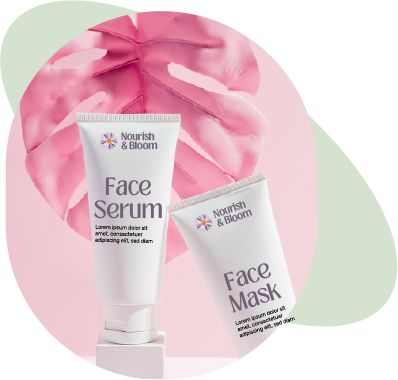 Nourish
& Bloom
Face
Serum
Lorem ipsum dolor sit
amet, consectetuer
adipiscing elit, sed diam
Nourish
& Bloom
Face
Mask
Lorem ipsum dolor sit
amet, consectetuer
adipiscing elit, sed diam